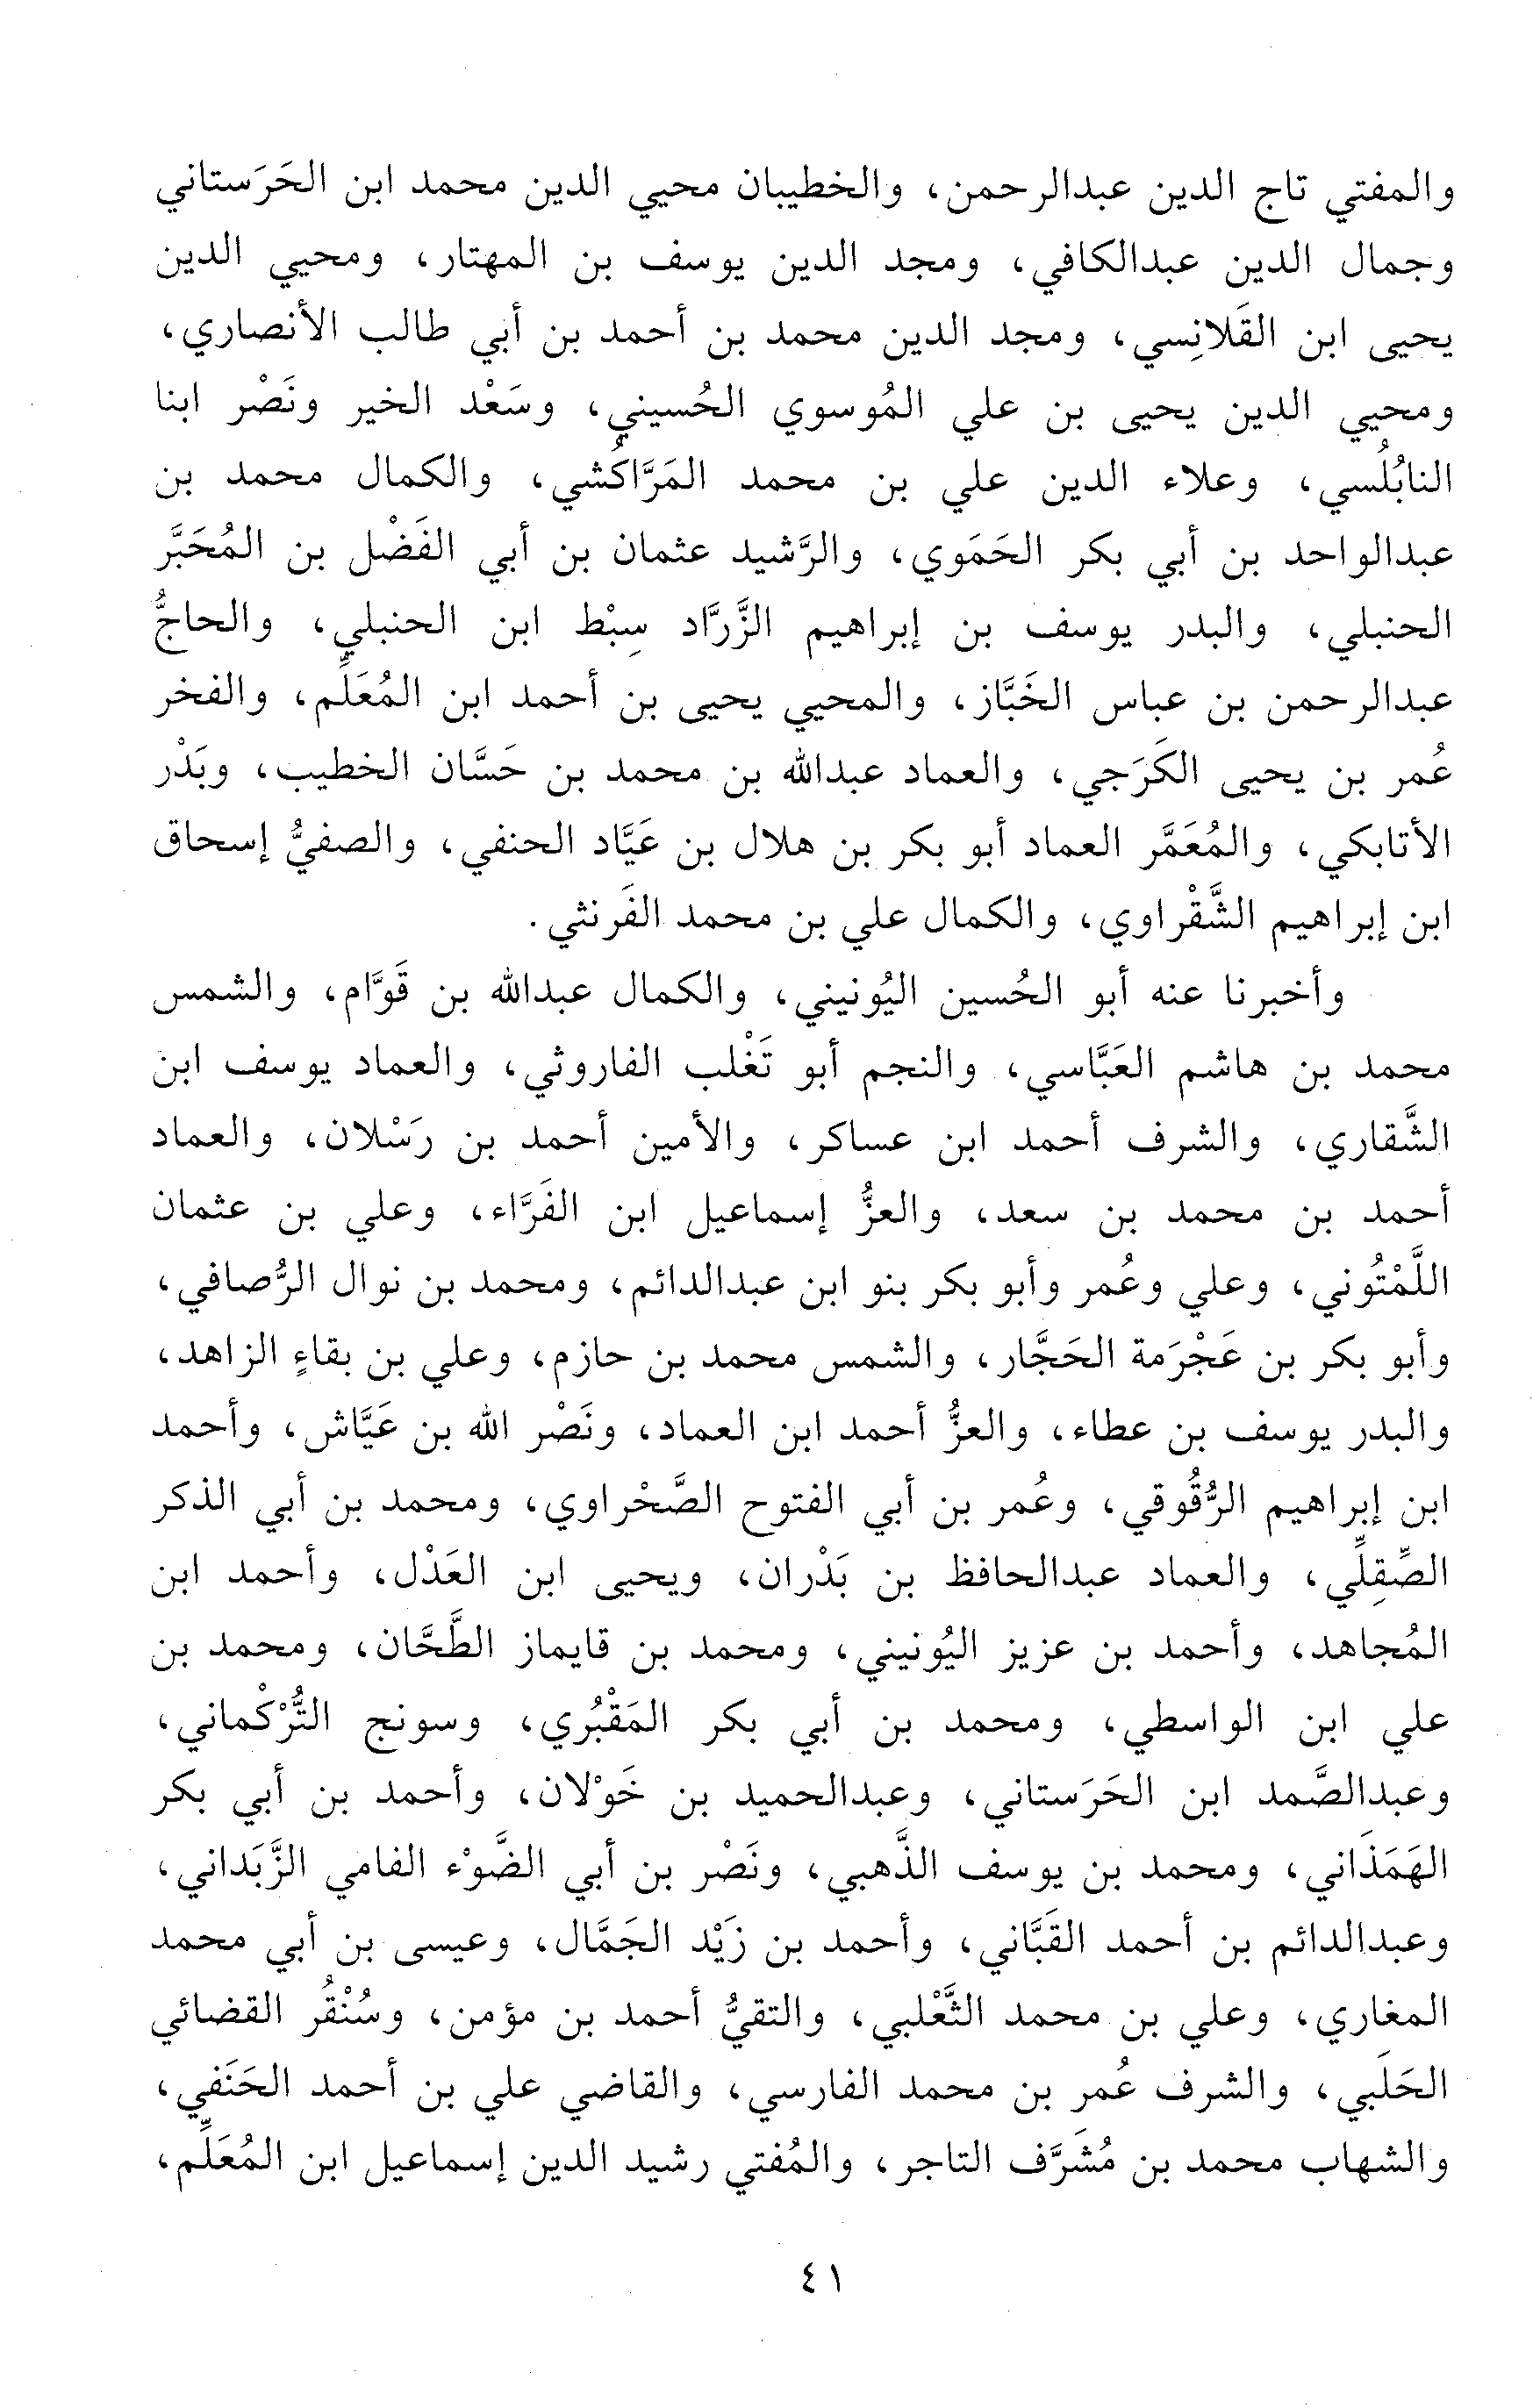 والمفتي تاج الدين عبدالرحمن، والخطيبان محيي الدين محمد ابن الحَرَستاني
وجمال الدين عبدالكافي، ومجد الدين يوسف بن المهتار، ومحيي الدين
يحيى ابن القَلانِسي، ومجد الدين محمد بن أحمد بن أبي طالب الأنصاري،
ومحيي الدين يحيى بن علي المُوسوي الحُسيني، وسَعْد الخير ونَصْر ابنا
النابُلُسي، وعلاء الدين علي بن محمد المَرَّاكُشي، والكمال محمد بن
عبدالواحد بن أبي بكر الحَمَوي، والرَّشيد عثمان بن أبي الفَضْل بن المُحَبَّر
الحنبلي، والبدر يوسف بن إبراهيم الزَّرَّاد سِبْط ابن الحنبلي، والحاجُّ
عبدالرحمن بن عباس الخَبَّاز، والمحيي يحيى بن أحمد ابن المُعَلِّم، والفخر
عُمر بن يحيى الكَرَجي، والعماد عبدالله بن محمد بن حَسَّان الخطيب، وبَدْر
الأتابكي، والمُعَمَّر العماد أبو بكر بن هلال بن عَيَّاد الحنفي، والصفيُّ إسحاق
ابن إبراهيم الشَّقْراوي، والكمال علي بن محمد الفَرنثي.
وأخبرنا عنه أبو الحُسين اليُونيني، والكمال عبدالله بن قَوَّام، والشمس
محمد بن هاشم العَبَّاسي، والنجم أبو تَغْلب الفاروثي، والعماد يوسف ابن
الشَّقاري، والشرف أحمد ابن عساكر، والأمين أحمد بن رَسْلان، والعماد
أحمد بن محمد بن سعد، والعزُّ إسماعيل ابن الفَرَّاء، وعلي بن عثمان
اللَّمْتُوني، وعلي وعُمر وأبو بكر بنو ابن عبدالدائم، ومحمد بن نوال الرُّصافي،
وأبو بكر بن عَجْرَمة الحَجَّار، والشمس محمد بن حازم، وعلي بن بقاءٍ الزاهد،
والبدر يوسف بن عطاء، والعزُّ أحمد ابن العماد، ونَصْر الله بن عَيَّاش، وأحمد
ابن إبراهيم الرُّقُوقي، وعُمر بن أبي الفتوح الصَّحْراوي، ومحمد بن أبي الذكر
الصِّقِلِّي، والعماد عبدالحافظ بن بَدْران، ويحيى ابن العَدْل، وأحمد ابن
المُجاهد، وأحمد بن عزيز اليُونيني، ومحمد بن قايماز الطَّحَّان، ومحمد بن
علي ابن الواسطي، ومحمد بن أبي بكر المَقْبُري، وسونج التُّرْكْماني،
وعبدالصَّمد ابن الحَرَستاني، وعبدالحميد بن خَوْلان، وأحمد بن أبي بكر
الهَمَذَاني، ومحمد بن يوسف الذَّهبي، ونَصْر بن أبي الضَّوْء الفامي الزَّبَداني،
وعبدالدائم بن أحمد القَبَّاني، وأحمد بن زَيْد الجَمَّال، وعيسى بن أبي محمد
المغاري، وعلي بن محمد الثَّعْلبي، والتقيُّ أحمد بن مؤمن، وسُنْقُر القضائي
الحَلَبي، والشرف عُمر بن محمد الفارسي، والقاضي علي بن أحمد الحَنَفي،
والشهاب محمد بن مُشَرَّف التاجر، والمُفتي رشيد الدين إسماعيل ابن المُعَلِّم،
٤١